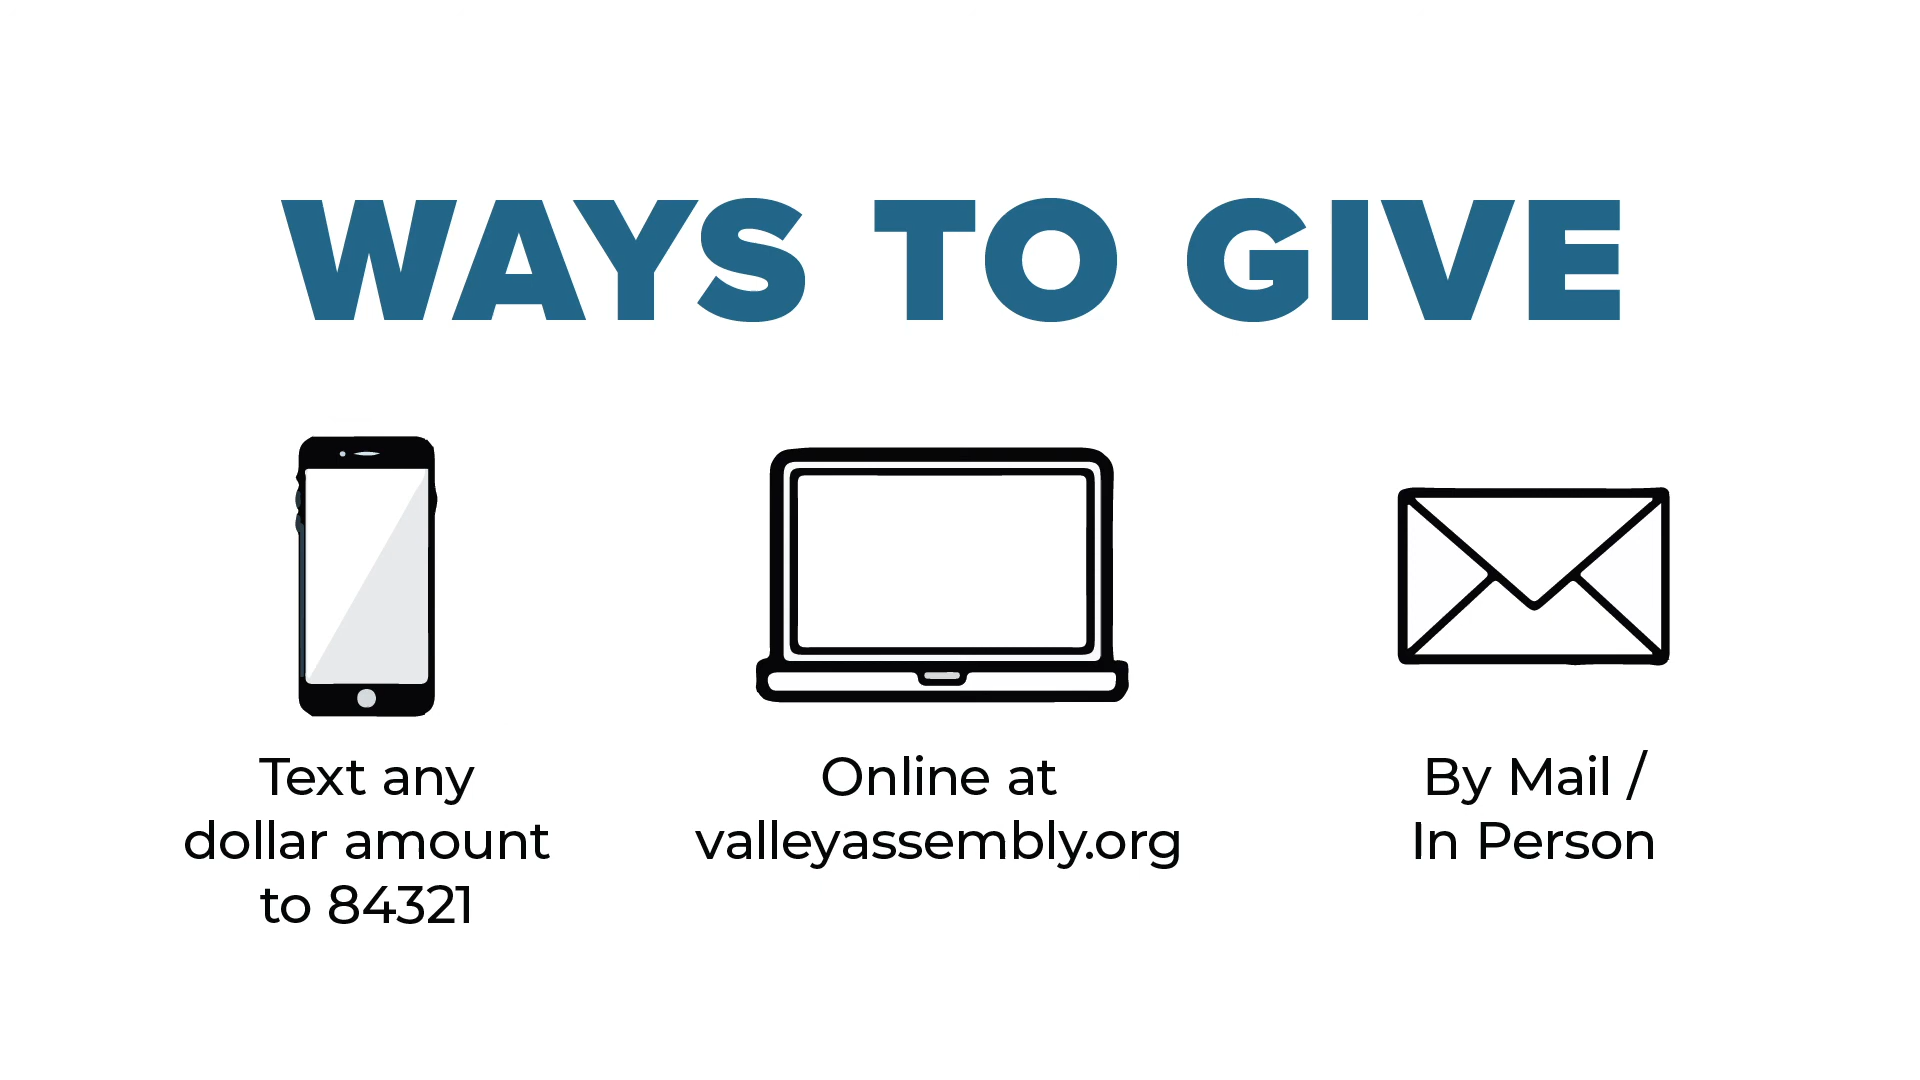 WAYS TO GIVE
Text any
dollar amount
to 84321
Online at
valleyassembly.org
By Mail /
In Person